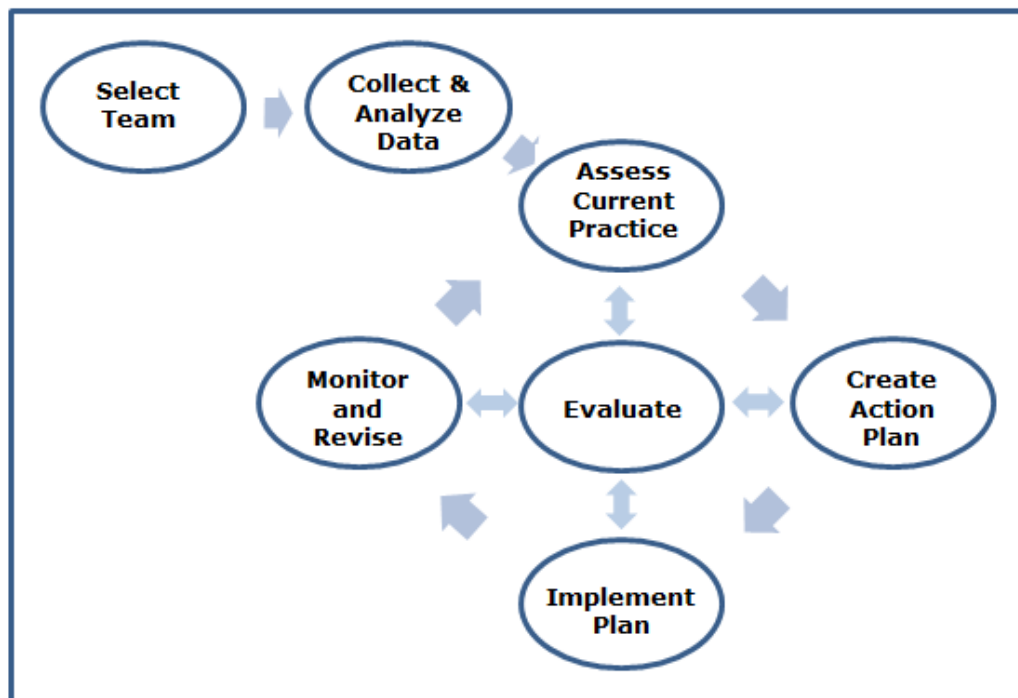 Select
Team
Collect &
Analyze
Data
Assess
Current
Practice
Monitor
and
Revise
Evaluate
Create
Action
Plan
Implement
Plan